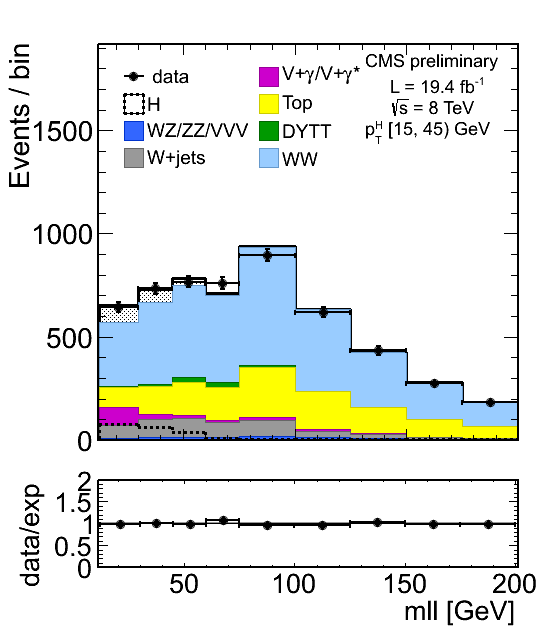 Events / bin
1500
1000
500
0
data
H
WZ/ZZ/VVV
W+jets
V+γ/V+γ*
Top
DYTT
WW
CMS preliminary
L = 19.4 fb⁻¹
√s = 8 TeV
p_T^H [15, 45) GeV
data/exp
2
1.5
1
0.5
0
50 100 150 200
mll [GeV]